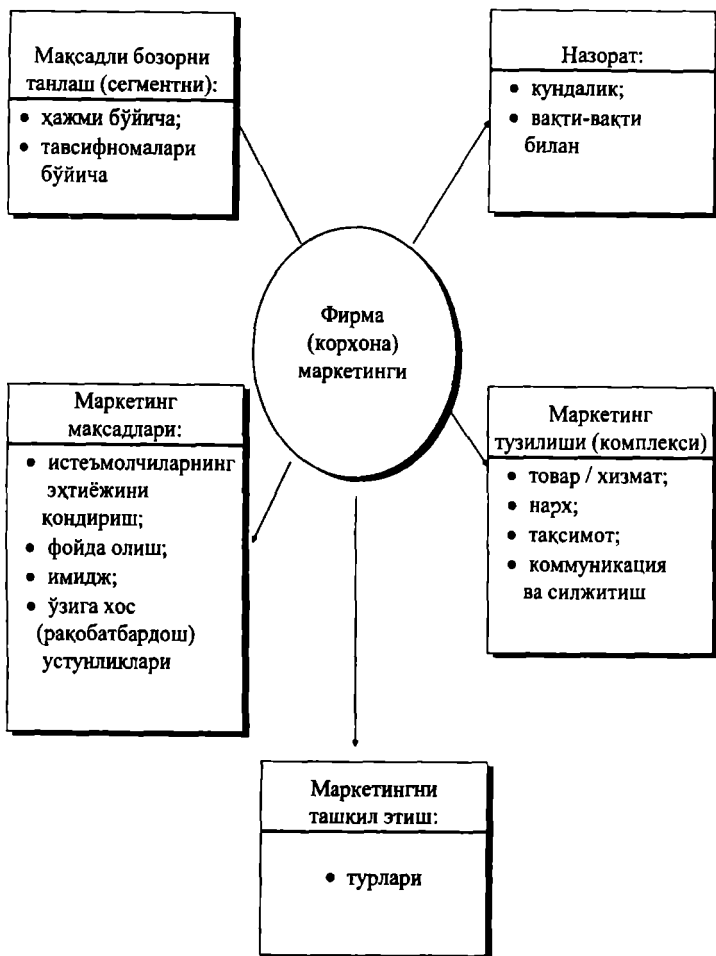 Мақсадли бозорни
танлаш (сегментни):
• ҳажми бўйича;
• тавсифномалари
бўйича
Назорат:
• кундалик;
• вақти-вақти
билан
Фирма
(корхона)
маркетинги
Маркетинг
мақсадлари:
• истеъмолчиларнинг
эҳтиёжини
қондириш;
• фойда олиш;
• имидж;
• ўзига хос
(рақобатбардош)
устунликлари
Маркетинг
тузилиши (комплекси)
• товар / хизмат;
• нарх;
• тақсимот;
• коммуникация
ва силжитиш
Маркетингни
ташкил этиш:
• турлари